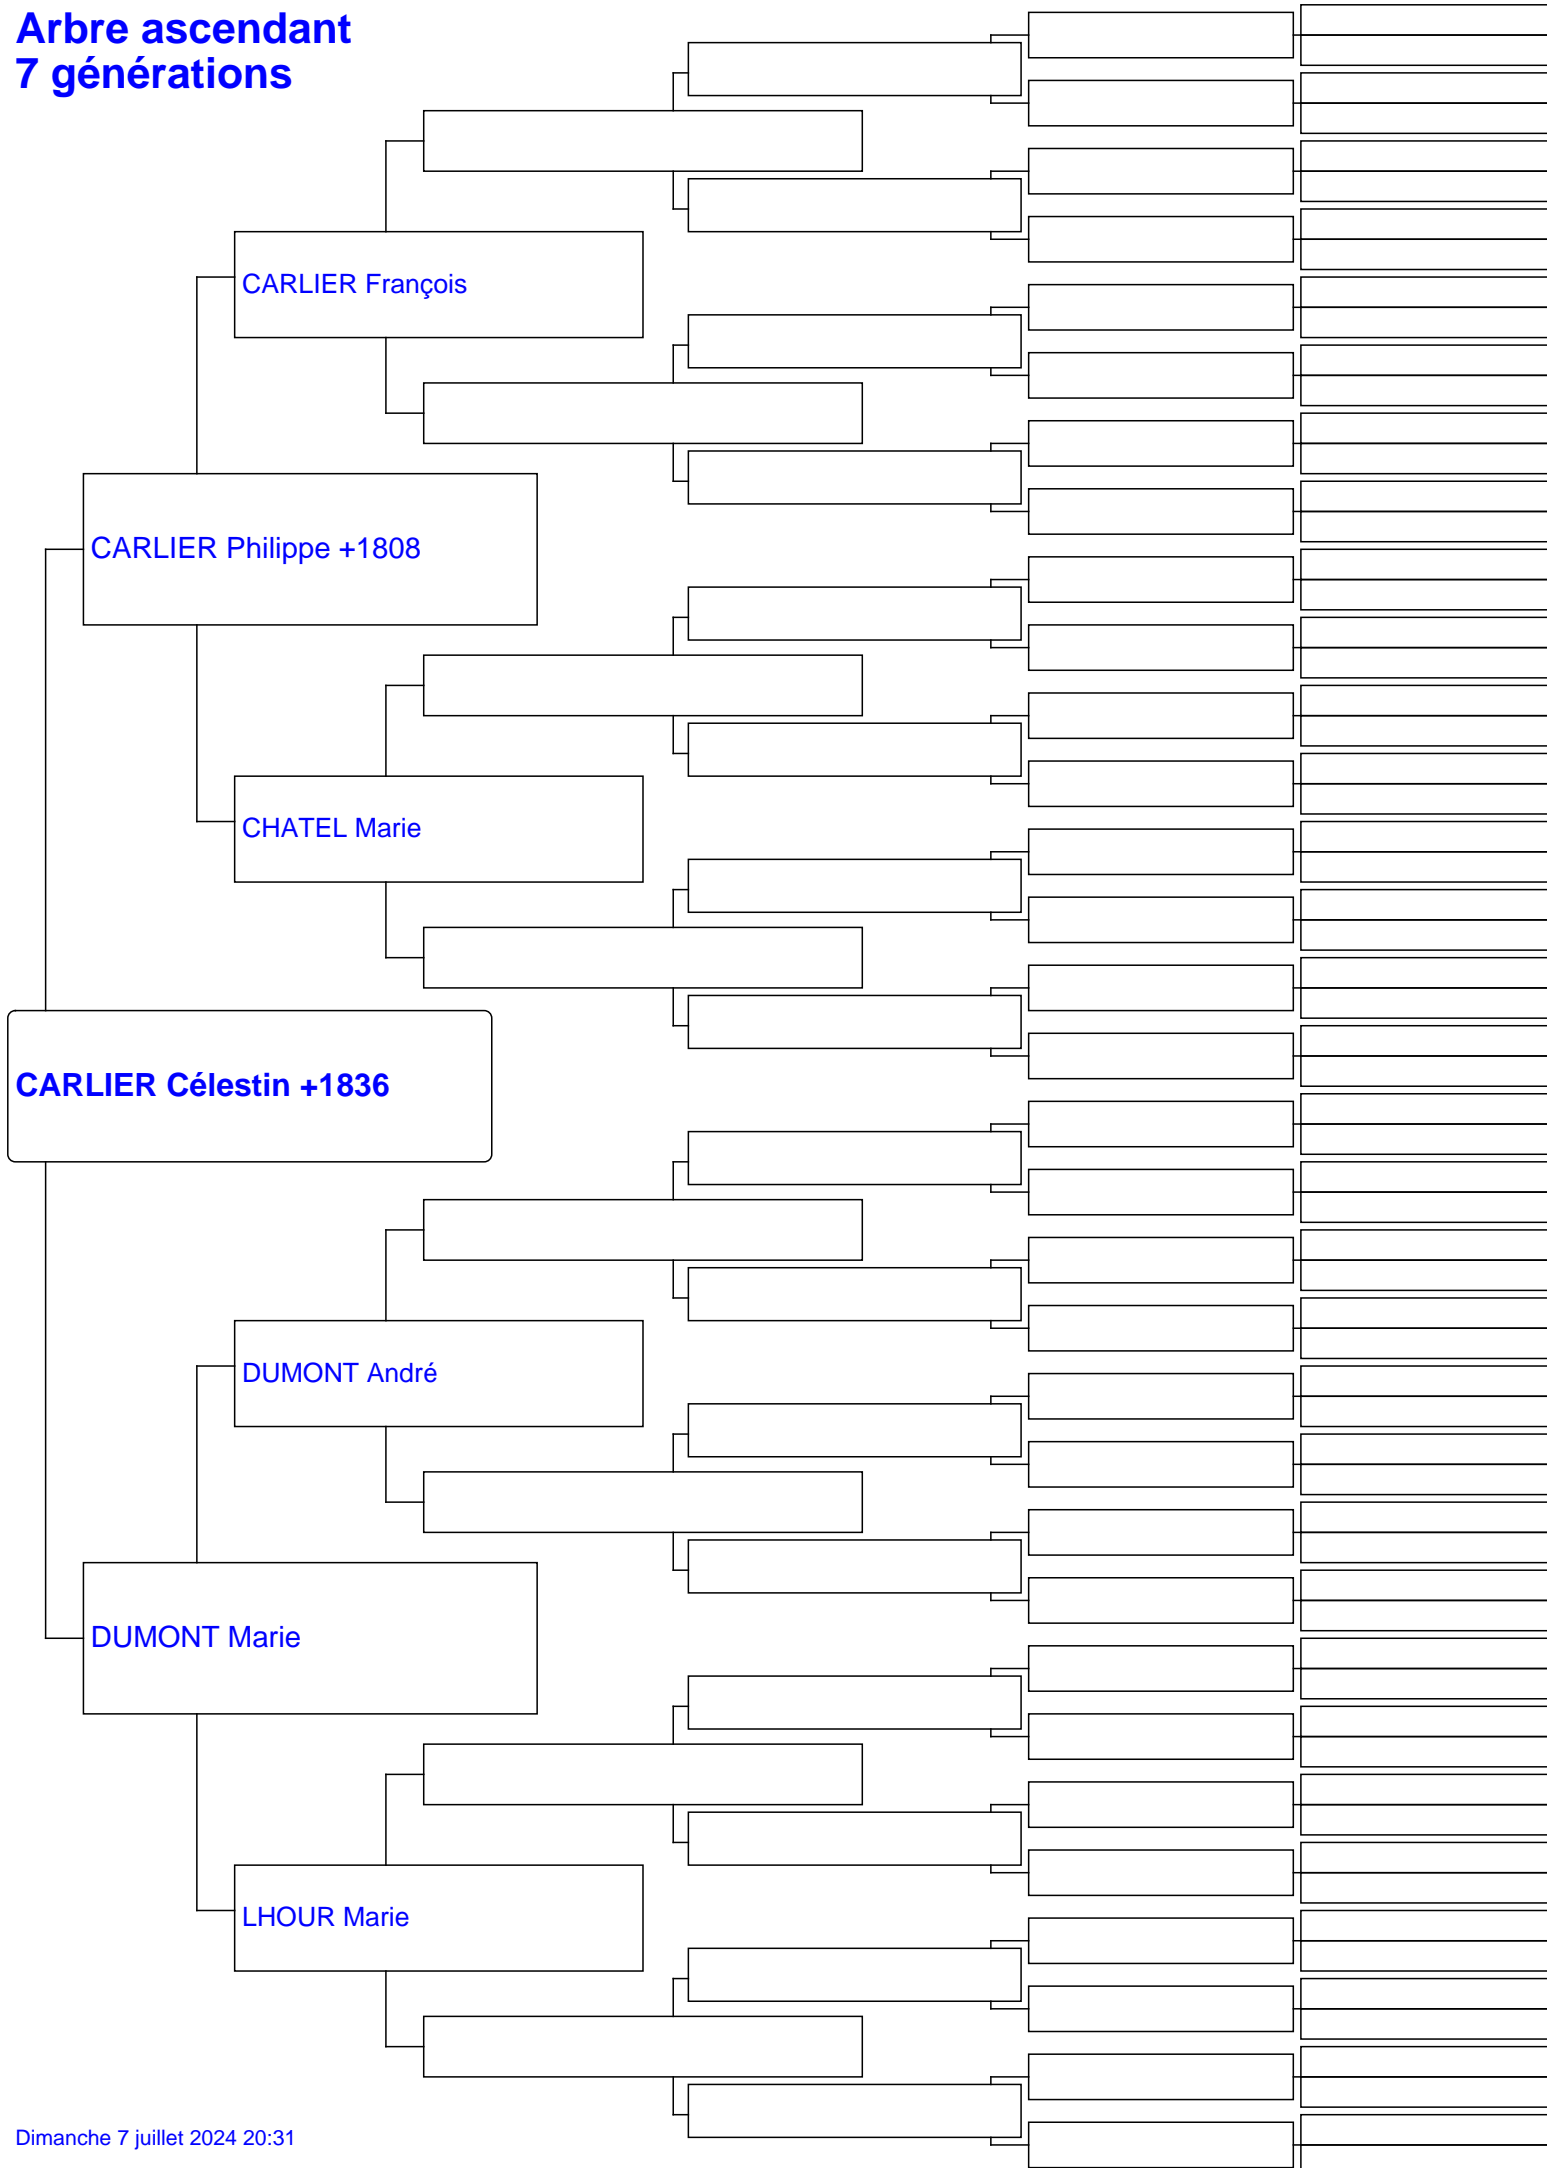 Arbre ascendant
7 générations
CARLIER François
CARLIER Philippe +1808
CHATEL Marie
CARLIER Célestin +1836
DUMONT André
DUMONT Marie
LHOUR Marie
Dimanche 7 juillet 2024 20:31